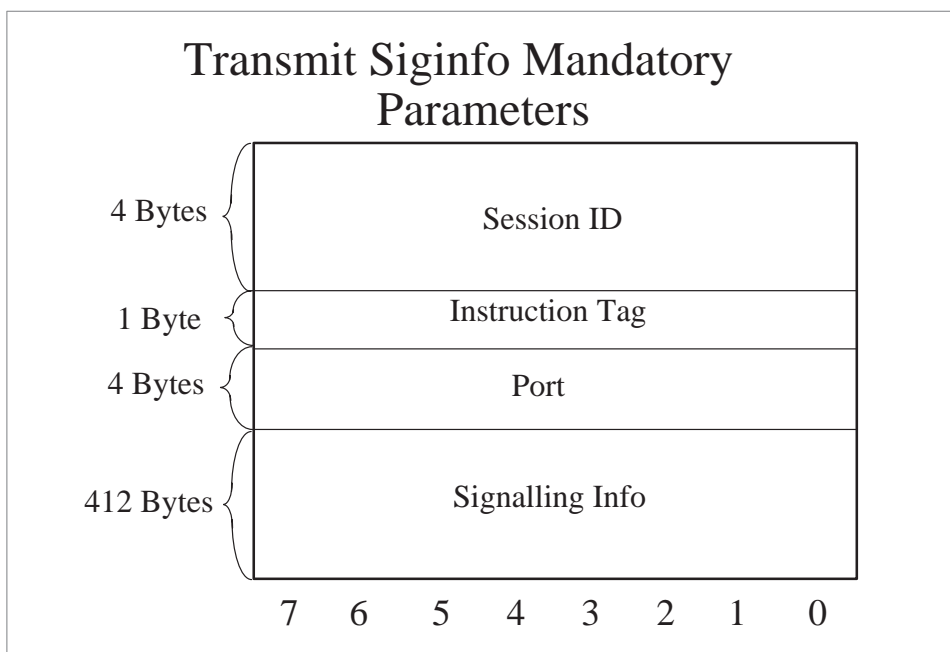 Transmit Siginfo Mandatory
Parameters
4 Bytes
Session ID
1 Byte
Instruction Tag
4 Bytes
Port
412 Bytes
Signalling Info
7 6 5 4 3 2 1 0